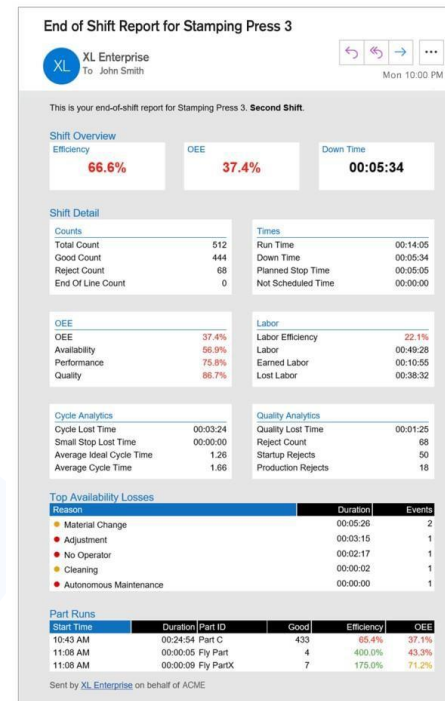 End of Shift Report for Stamping Press 3
XL
XL Enterprise
To John Smith
Mon 10:00 PM
This is your end-of-shift report for Stamping Press 3. Second Shift.
Shift Overview
Efficiency
66.6%
OEE
37.4%
Down Time
00:05:34
Shift Detail
Counts
Total Count 512
Good Count 444
Reject Count 68
End Of Line Count 0
Times
Run Time 00:14:05
Down Time 00:05:34
Planned Stop Time 00:05:05
Not Scheduled Time 00:00:00
OEE
OEE 37.4%
Availability 56.9%
Performance 75.8%
Quality 86.7%
Labor
Labor Efficiency 22.1%
Labor 00:49:28
Earned Labor 00:10:55
Lost Labor 00:38:32
Cycle Analytics
Cycle Lost Time 00:03:24
Small Stop Lost Time 00:00:00
Average Ideal Cycle Time 1.26
Average Cycle Time 1.66
Quality Analytics
Quality Lost Time 00:01:25
Reject Count 68
Startup Rejects 50
Production Rejects 18
Top Availability Losses
Reason Duration Events
Material Change 00:05:26 2
Adjustment 00:03:15 1
No Operator 00:02:17 1
Cleaning 00:00:02 1
Autonomous Maintenance 00:00:00 1
Part Runs
Start Time Duration Part ID Good Efficiency OEE
10:43 AM 00:24:54 Part C 433 65.4% 37.1%
11:08 AM 00:00:05 Fly Part 4 400.0% 43.3%
11:08 AM 00:00:09 Fly PartX 7 175.0% 71.2%
Sent by XL Enterprise on behalf of ACME